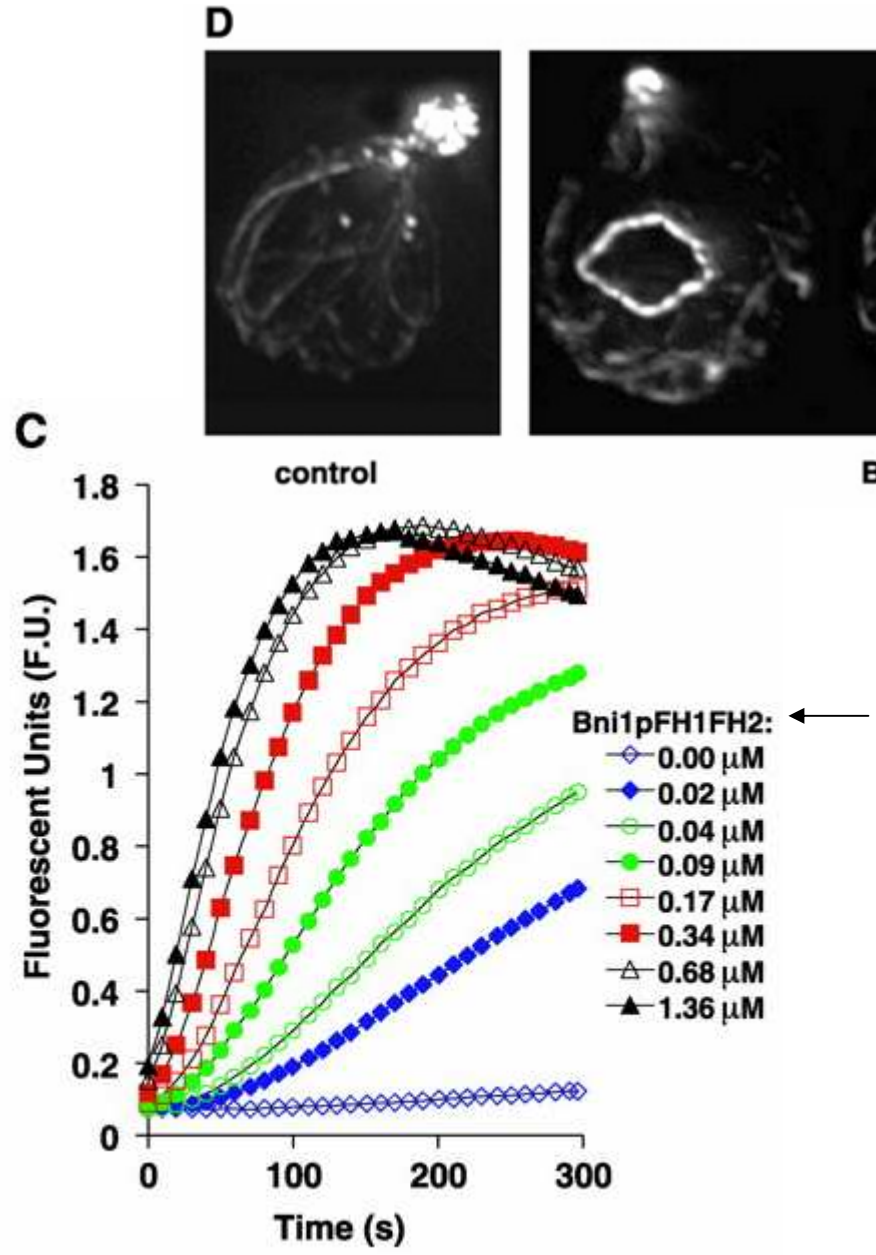 D
C
control
B
1.8
1.6
1.4
1.2
1
0.8
0.6
0.4
0.2
0
Fluorescent Units (F.U.)
0
100
200
300
Time (s)
Bni1pFH1FH2:
0.00 µM
0.02 µM
0.04 µM
0.09 µM
0.17 µM
0.34 µM
0.68 µM
1.36 µM